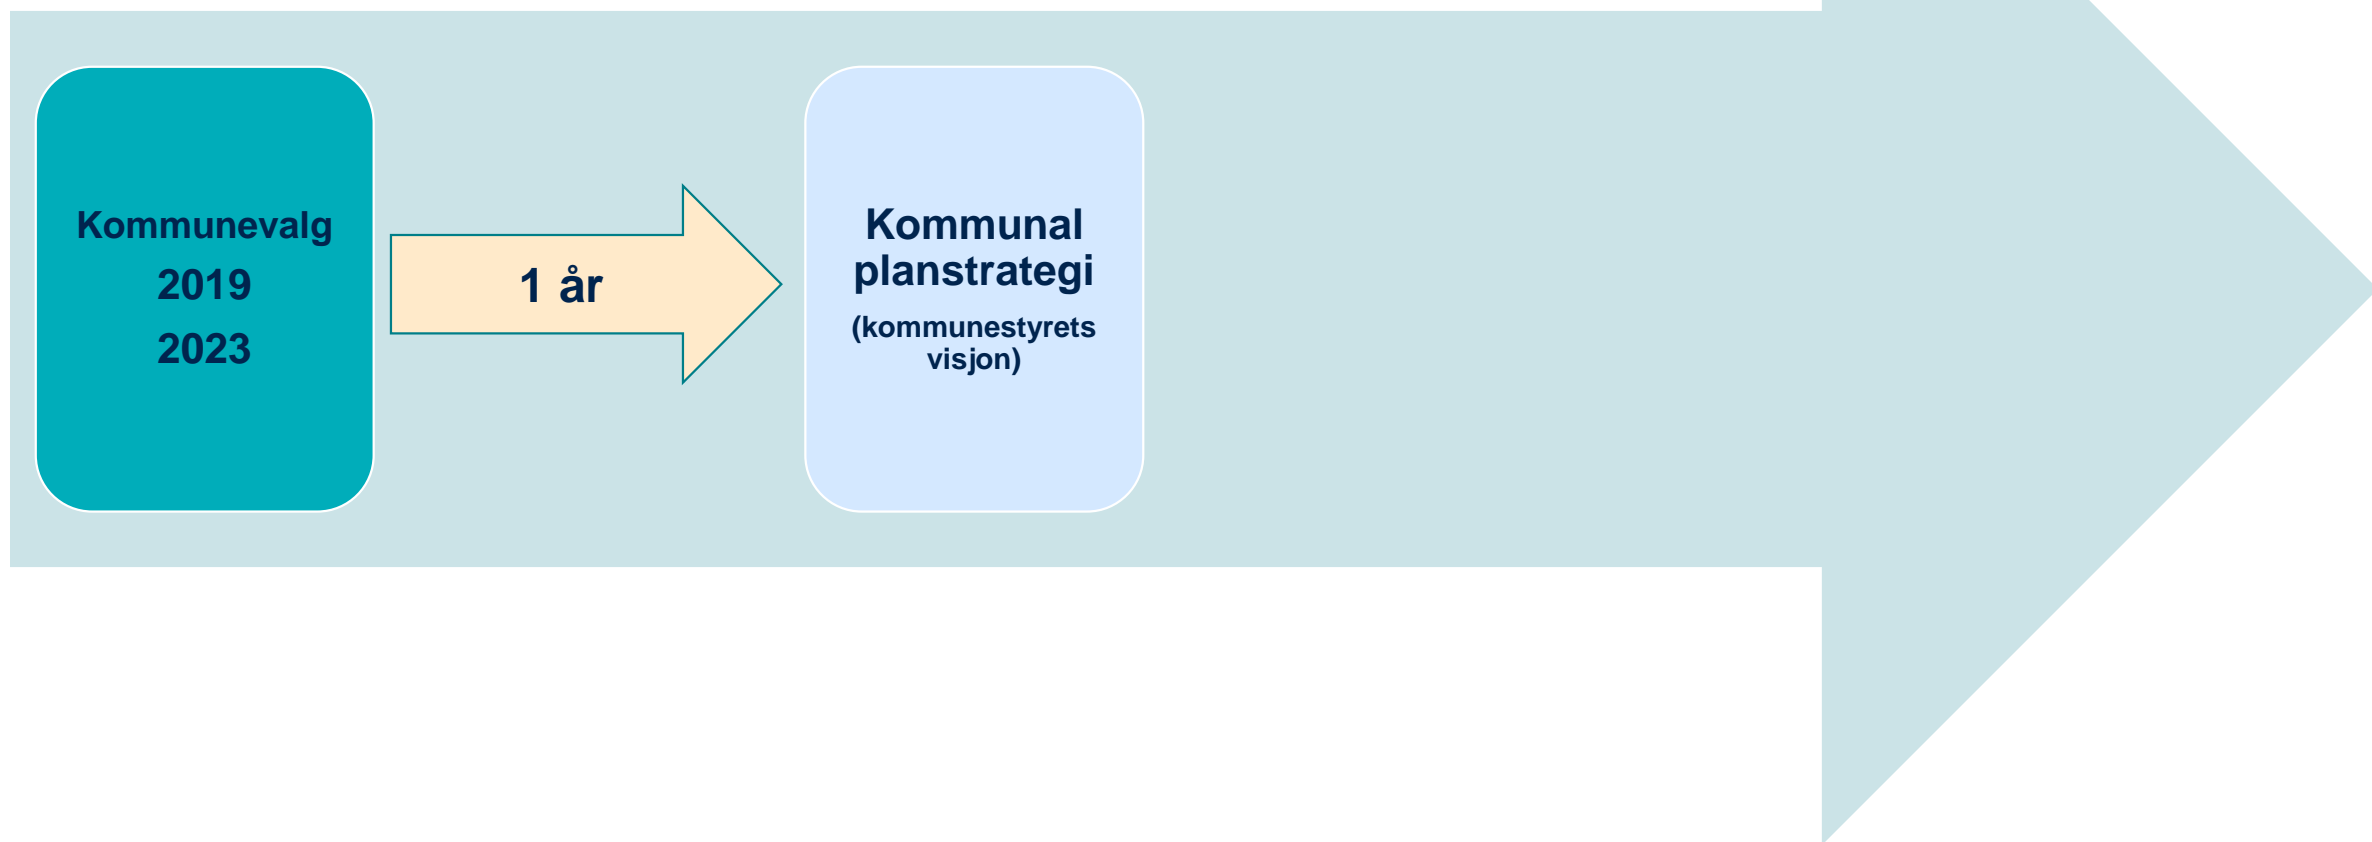 Kommunevalg
2019
2023
1 år
Kommunal
planstrategi
(kommunestyrets
visjon)